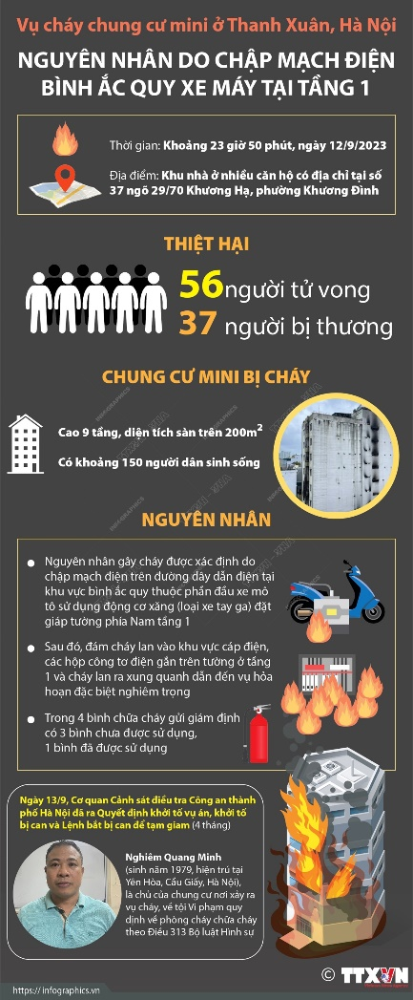 Vụ cháy chung cư mini ở Thanh Xuân, Hà Nội
NGUYÊN NHÂN DO CHẬP MẠCH ĐIỆN
BÌNH ẮC QUY XE MÁY TẠI TẦNG 1
Thời gian: Khoảng 23 giờ 50 phút, ngày 12/9/2023
Địa điểm: Khu nhà ở nhiều căn hộ có địa chỉ tại số
37 ngõ 29/70 Khương Hạ, phường Khương Đình
THIỆT HẠI
56 người tử vong
37 người bị thương
CHUNG CƯ MINI BỊ CHÁY
Cao 9 tầng, diện tích sàn trên 200m²
Có khoảng 150 người dân sinh sống
NGUYÊN NHÂN
Nguyên nhân gây cháy được xác định do
chập mạch điện trên đường dây dẫn điện tại
khu vực bình ắc quy thuộc phần đầu xe mô
tô sử dụng động cơ xăng (loại xe tay ga) đặt
giáp tường phía Nam tầng 1
Sau đó, đám cháy lan vào khu vực cáp điện,
các hộp công tơ điện gắn trên tường ở tầng
1 và cháy lan ra xung quanh dẫn đến vụ hỏa
hoạn đặc biệt nghiêm trọng
Trong 4 bình chữa cháy gửi giám định
có 3 bình chưa được sử dụng,
1 bình đã được sử dụng
Ngày 13/9, Cơ quan Cảnh sát điều tra Công an thành
phố Hà Nội đã ra Quyết định khởi tố vụ án, khởi tố
bị can và Lệnh bắt bị can để tạm giam (4 tháng)
Nghiêm Quang Minh
(sinh năm 1979, hiện trú tại
Yên Hòa, Cầu Giấy, Hà Nội),
là chủ của chung cư nơi xảy ra
vụ cháy, về tội Vi phạm quy
định về phòng cháy chữa cháy
theo Điều 313 Bộ luật Hình sự
© TTXVN
https://infographics.vn